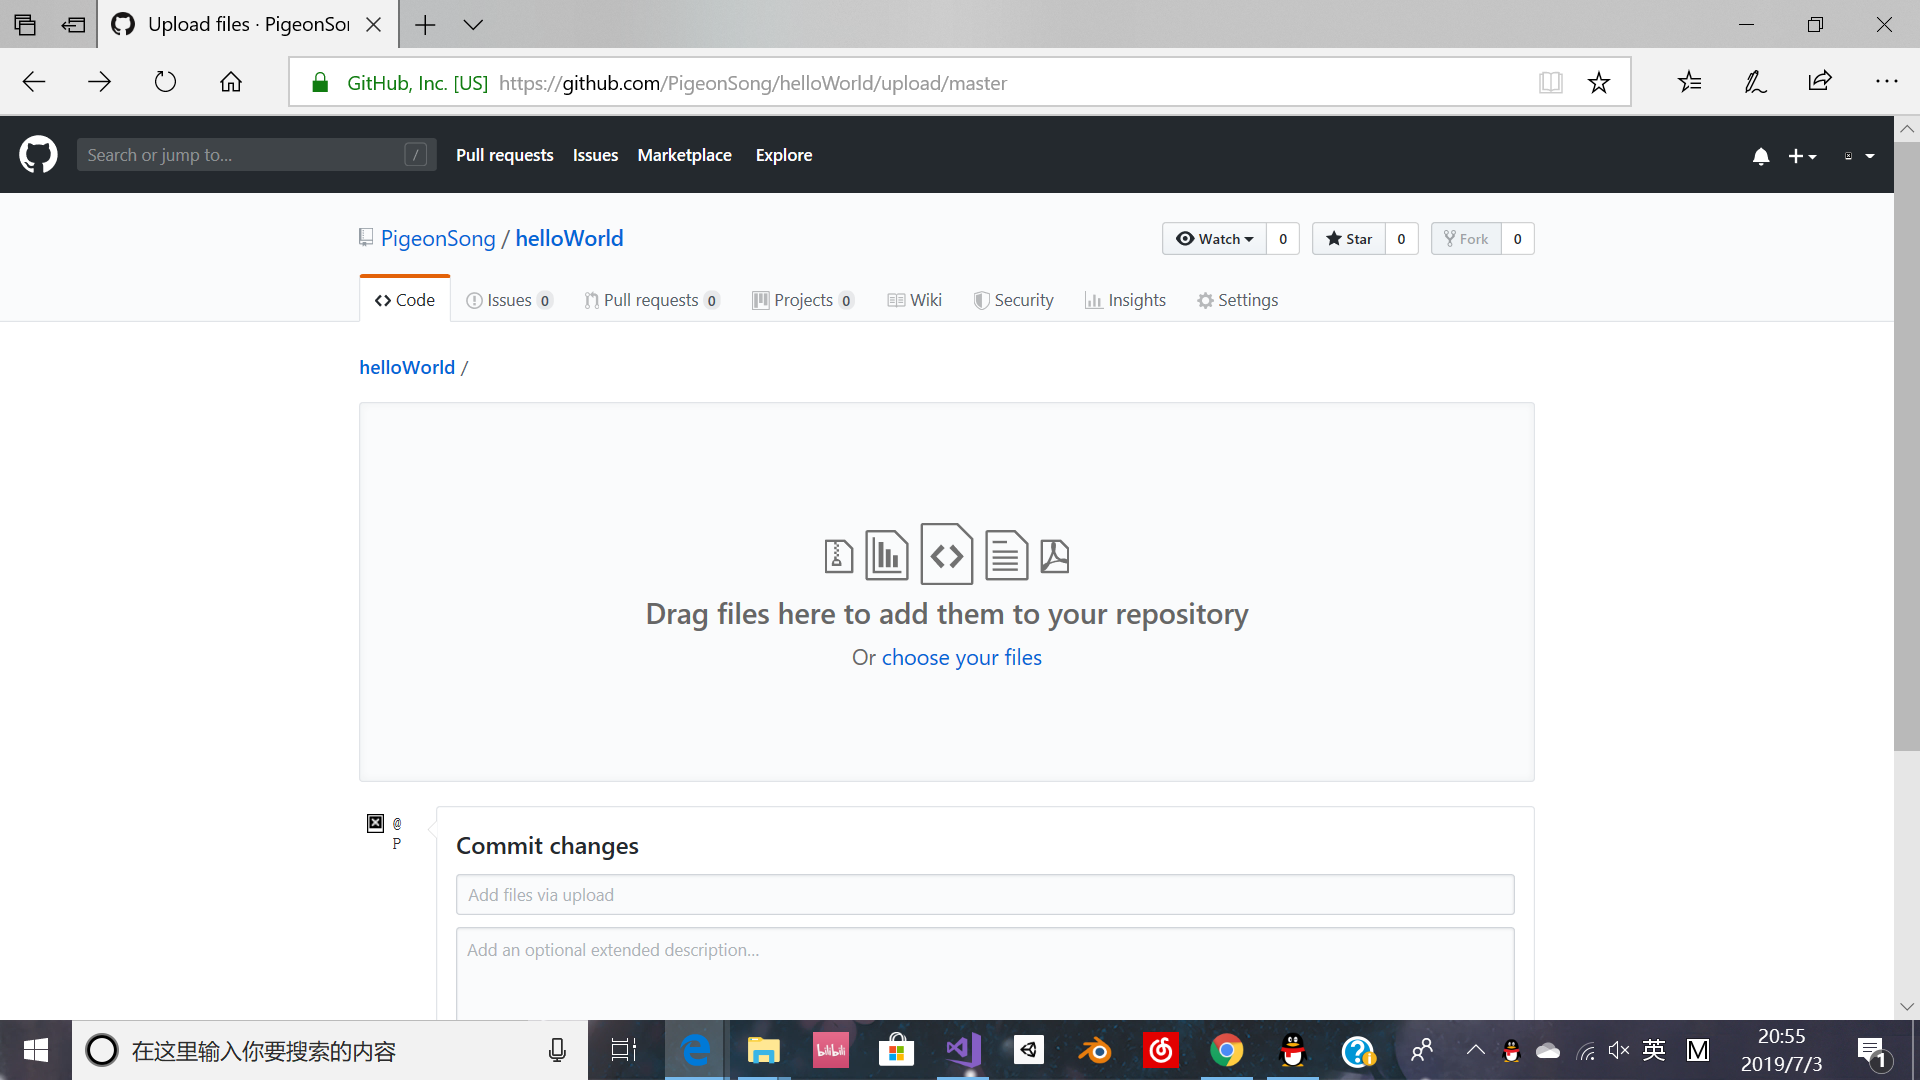 Upload files · PigeonSor
GitHub, Inc. [US] https://github.com/PigeonSong/helloWorld/upload/master
Search or jump to... /
Pull requests Issues Marketplace Explore
PigeonSong / helloWorld
Watch 0 Star 0 Fork 0
Code Issues 0 Pull requests 0 Projects 0 Wiki Security Insights Settings
helloWorld /
Drag files here to add them to your repository
Or choose your files
@
P
Commit changes
Add files via upload
Add an optional extended description...
在这里输入你要搜索的内容
bilibili
英
M
20:55
2019/7/3
1